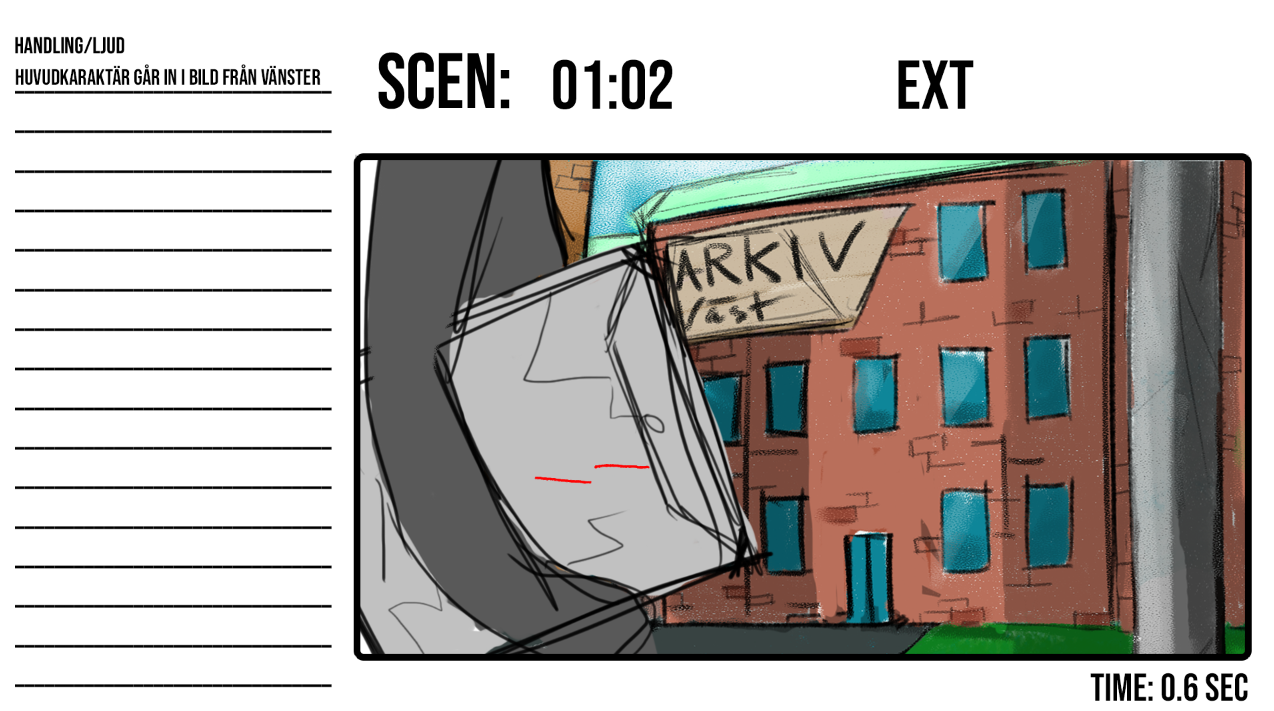 HANDLING/LJUD
HUVUDKARAKTÄR GÅR IN I BILD FRÅN VÄNSTER
SCEN: 01:02 EXT
ARKIV
Väst
TIME: 0.6 SEC